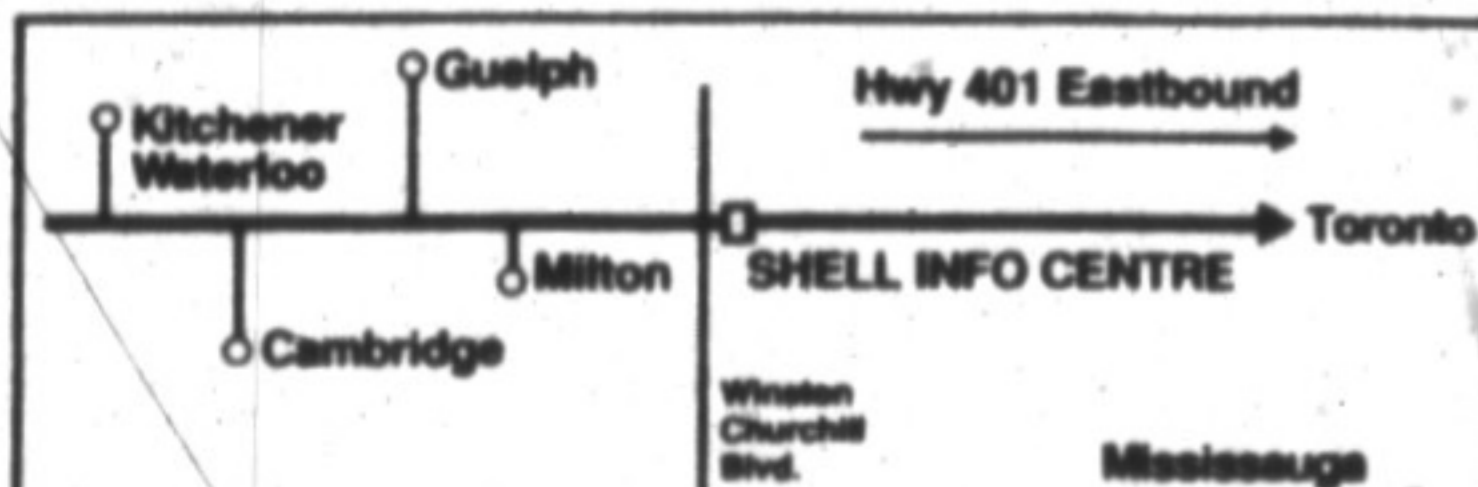 Guelph
Hwy 401 Eastbound
Kitchener
Waterloo
Toronto
SHELL INFO CENTRE
Milton
Cambridge
Winston
Churchill
Blvd.
Mississauga